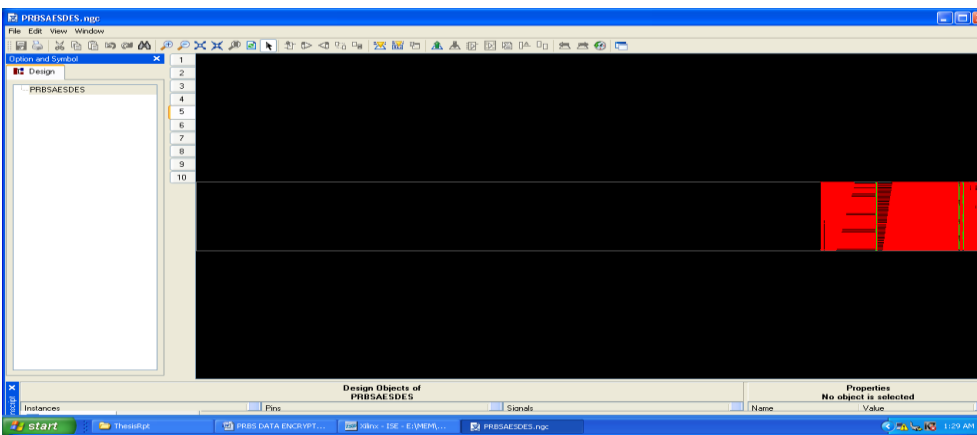 PRBSAESDES.ngc
File Edit View Window
Option and Symbol
Design
PRBSAESDES
1
2
3
4
5
6
7
8
9
10
Design Objects of
PRBSAESDES
Properties
No object is selected
Instances
Pins
Signals
Name
Value
start
ThesisRpt
PRBS DATA ENCRYPT...
Xilinx - ISE - E:\MEM\...
PRBSAESDES.ngc
1:29 AM